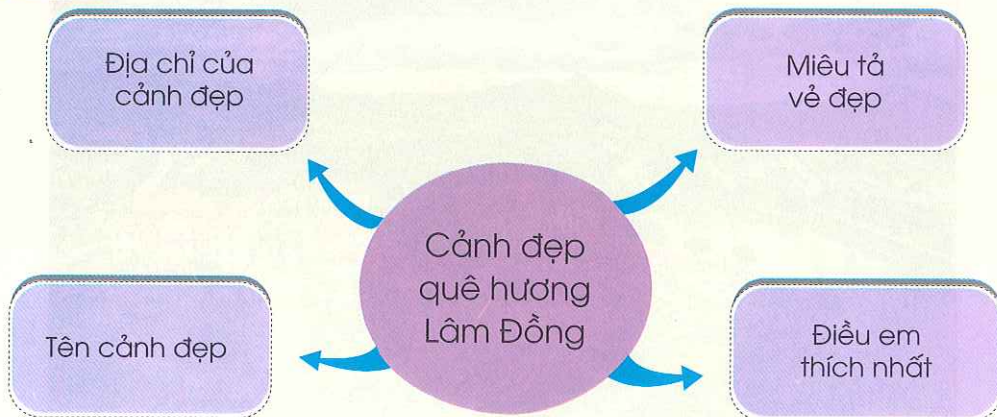 Địa chỉ của
cảnh đẹp
Miêu tả
vẻ đẹp
Cảnh đẹp
quê hương
Lâm Đồng
Tên cảnh đẹp
Điều em
thích nhất